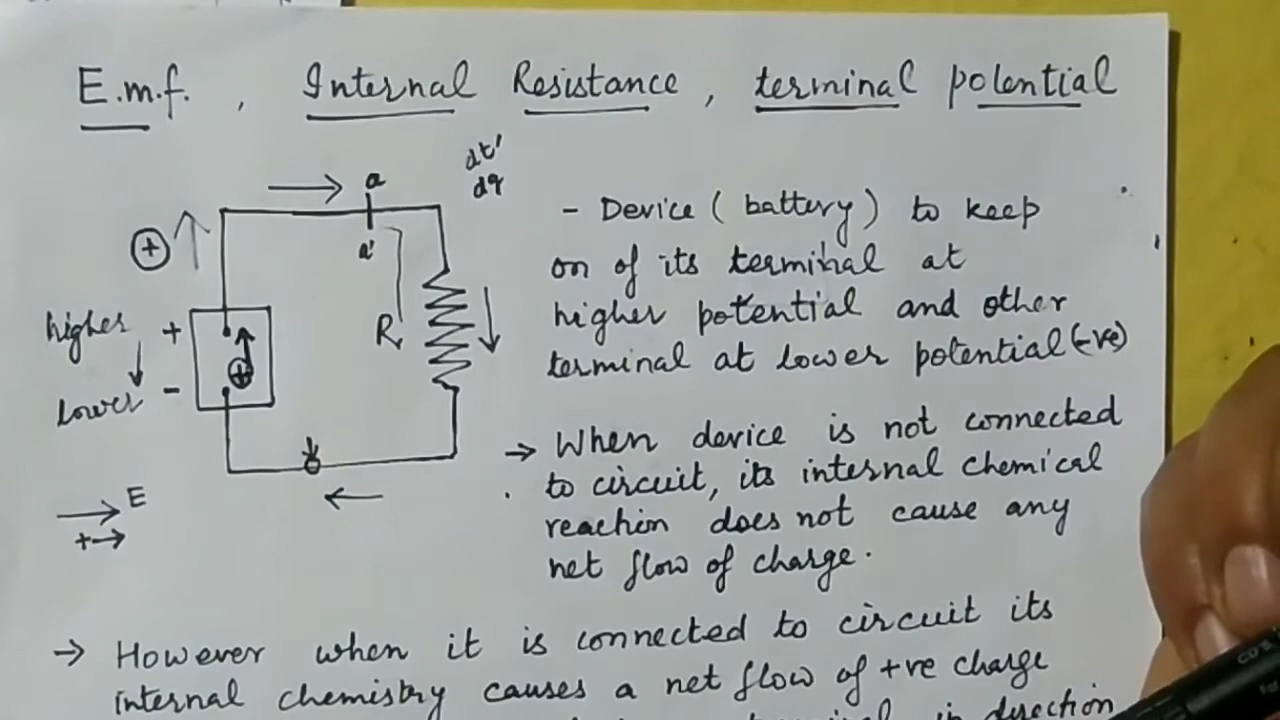 E.m.f. , Internal Resistance , terminal potential
dt'
dq
a
a'
+
higher
+
R
lower
-
+
E
+→
- Device ( battery ) to keep
on of its terminal at
higher potential and other
terminal at lower potential (-ve)
→ When device is not connected
to circuit, its internal chemical
reaction does not cause any
net flow of charge.
→ However when it is connected to circuit its
internal chemistry causes a net flow of +ve charge
terminal in direction